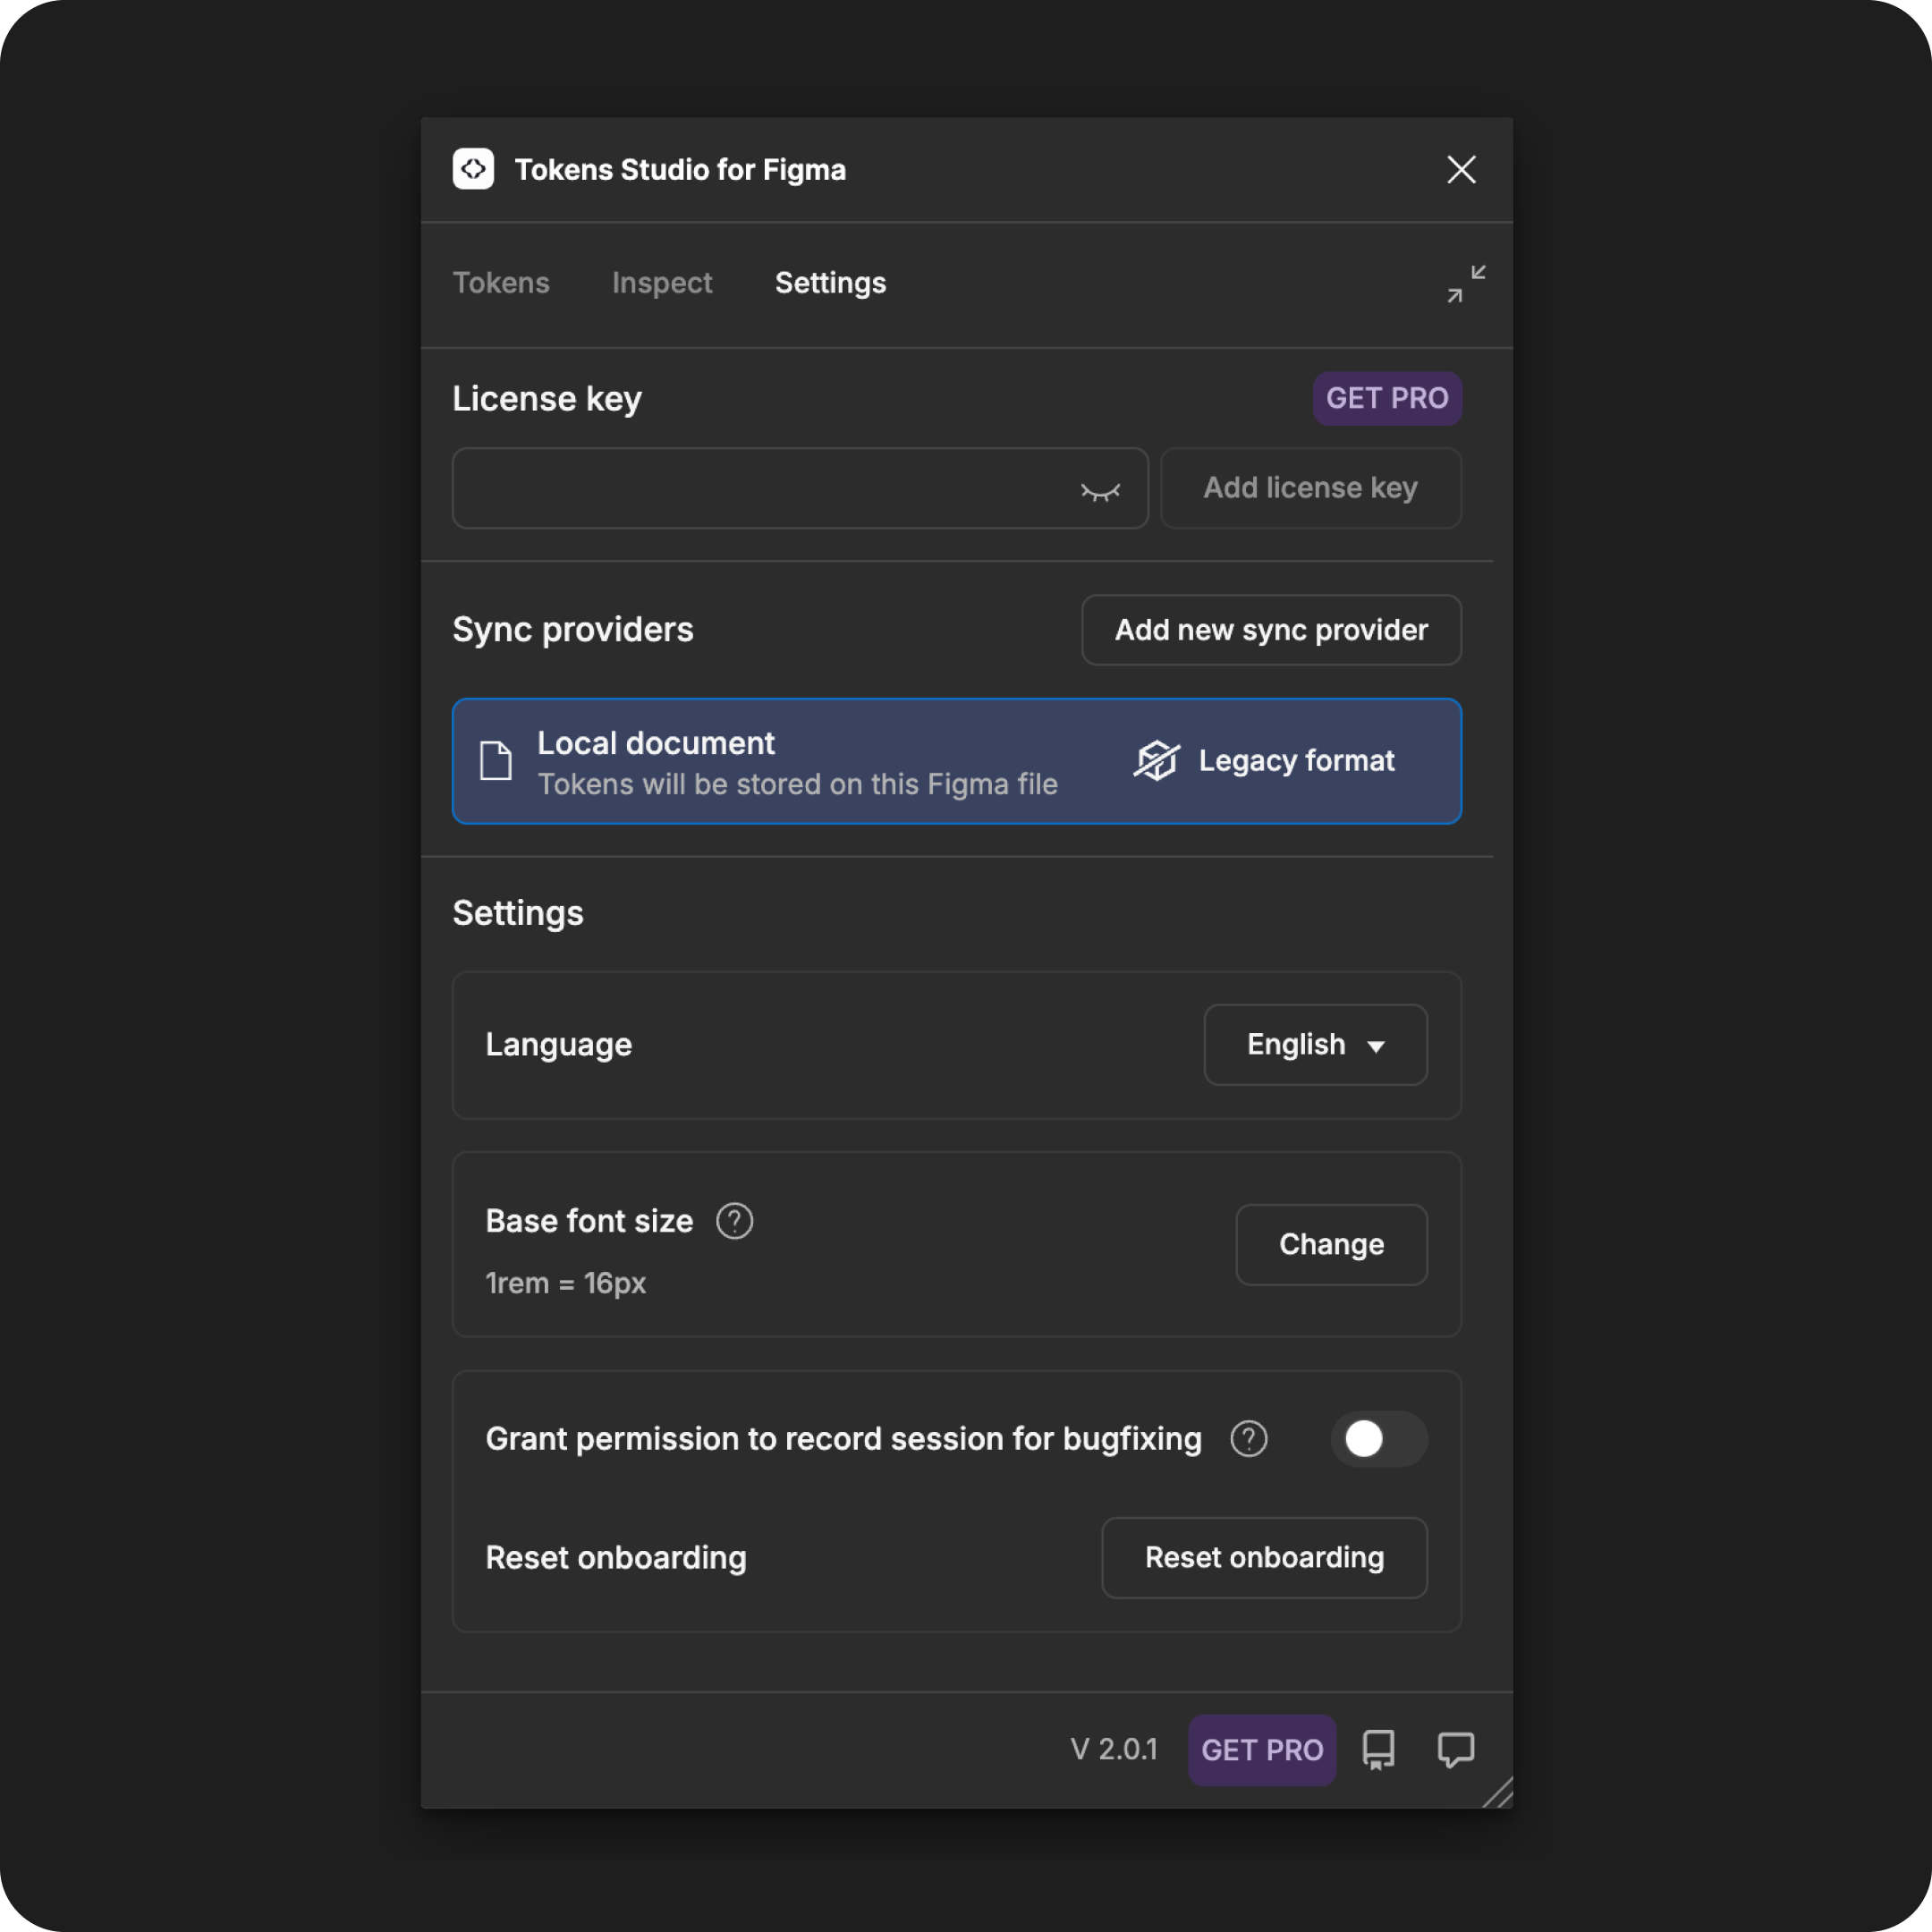 Tokens Studio for Figma
Tokens Inspect Settings
License key GET PRO
Add license key
Sync providers Add new sync provider
Local document
Tokens will be stored on this Figma file
Legacy format
Settings
Language English
Base font size ?
1rem = 16px
Change
Grant permission to record session for bugfixing ?
Reset onboarding Reset onboarding
V 2.0.1 GET PRO